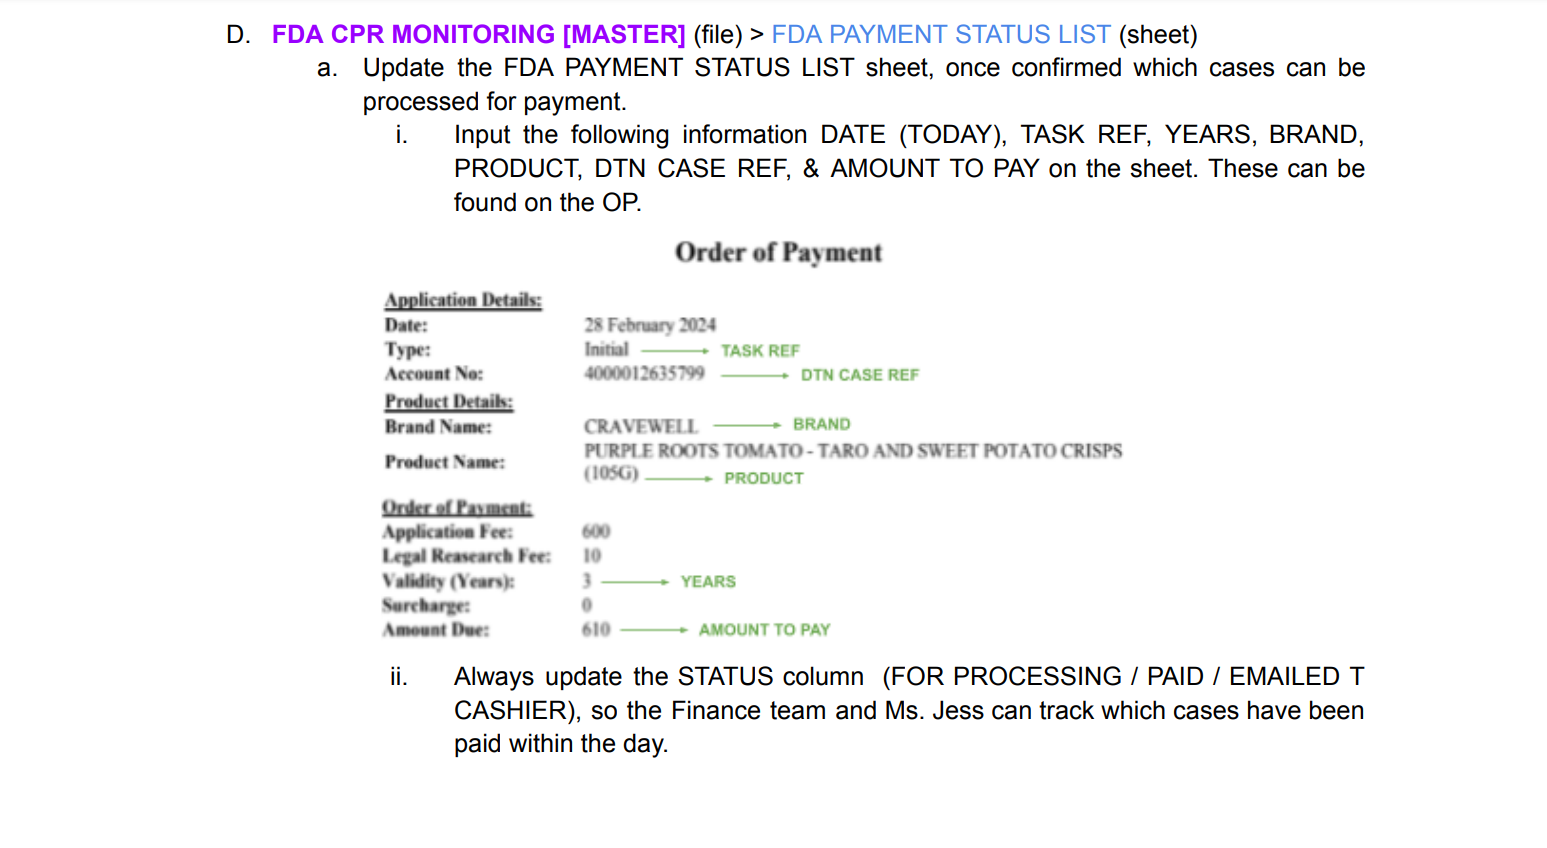 D. FDA CPR MONITORING [MASTER] (file) > FDA PAYMENT STATUS LIST (sheet)
a. Update the FDA PAYMENT STATUS LIST sheet, once confirmed which cases can be
processed for payment.
i. Input the following information DATE (TODAY), TASK REF, YEARS, BRAND,
PRODUCT, DTN CASE REF, & AMOUNT TO PAY on the sheet. These can be
found on the OP.
Order of Payment
Application Details:
Date: 28 February 2024
Type: Initial TASK REF
Account No: 4000012635799 DTN CASE REF
Product Details:
Brand Name: CRAVEWELL BRAND
Product Name: PURPLE ROOTS TOMATO - TARO AND SWEET POTATO CRISPS
(105G) PRODUCT
Order of Payment:
Application Fee: 600
Legal Reasearch Fee: 10
Validity (Years): 3 YEARS
Surcharge: 0
Amount Due: 610 AMOUNT TO PAY
ii. Always update the STATUS column (FOR PROCESSING / PAID / EMAILED T
CASHIER), so the Finance team and Ms. Jess can track which cases have been
paid within the day.